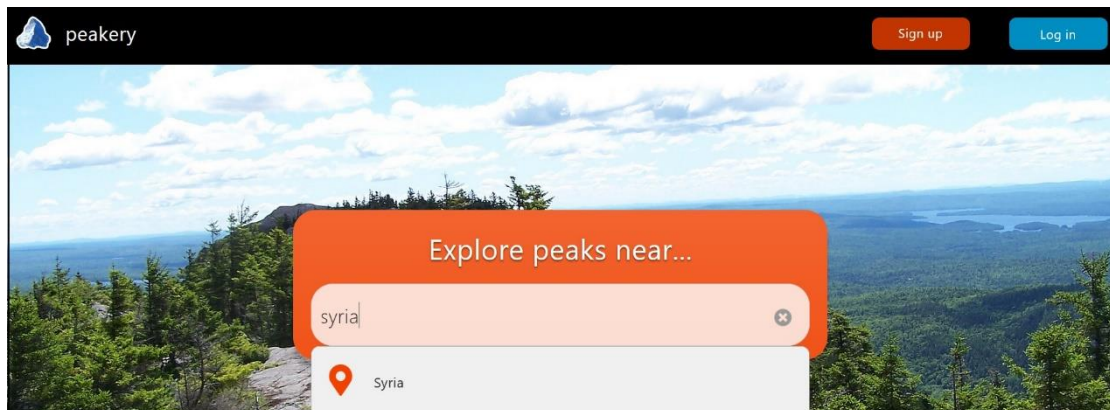 peakery
Sign up
Log in
Explore peaks near...
syria
Syria